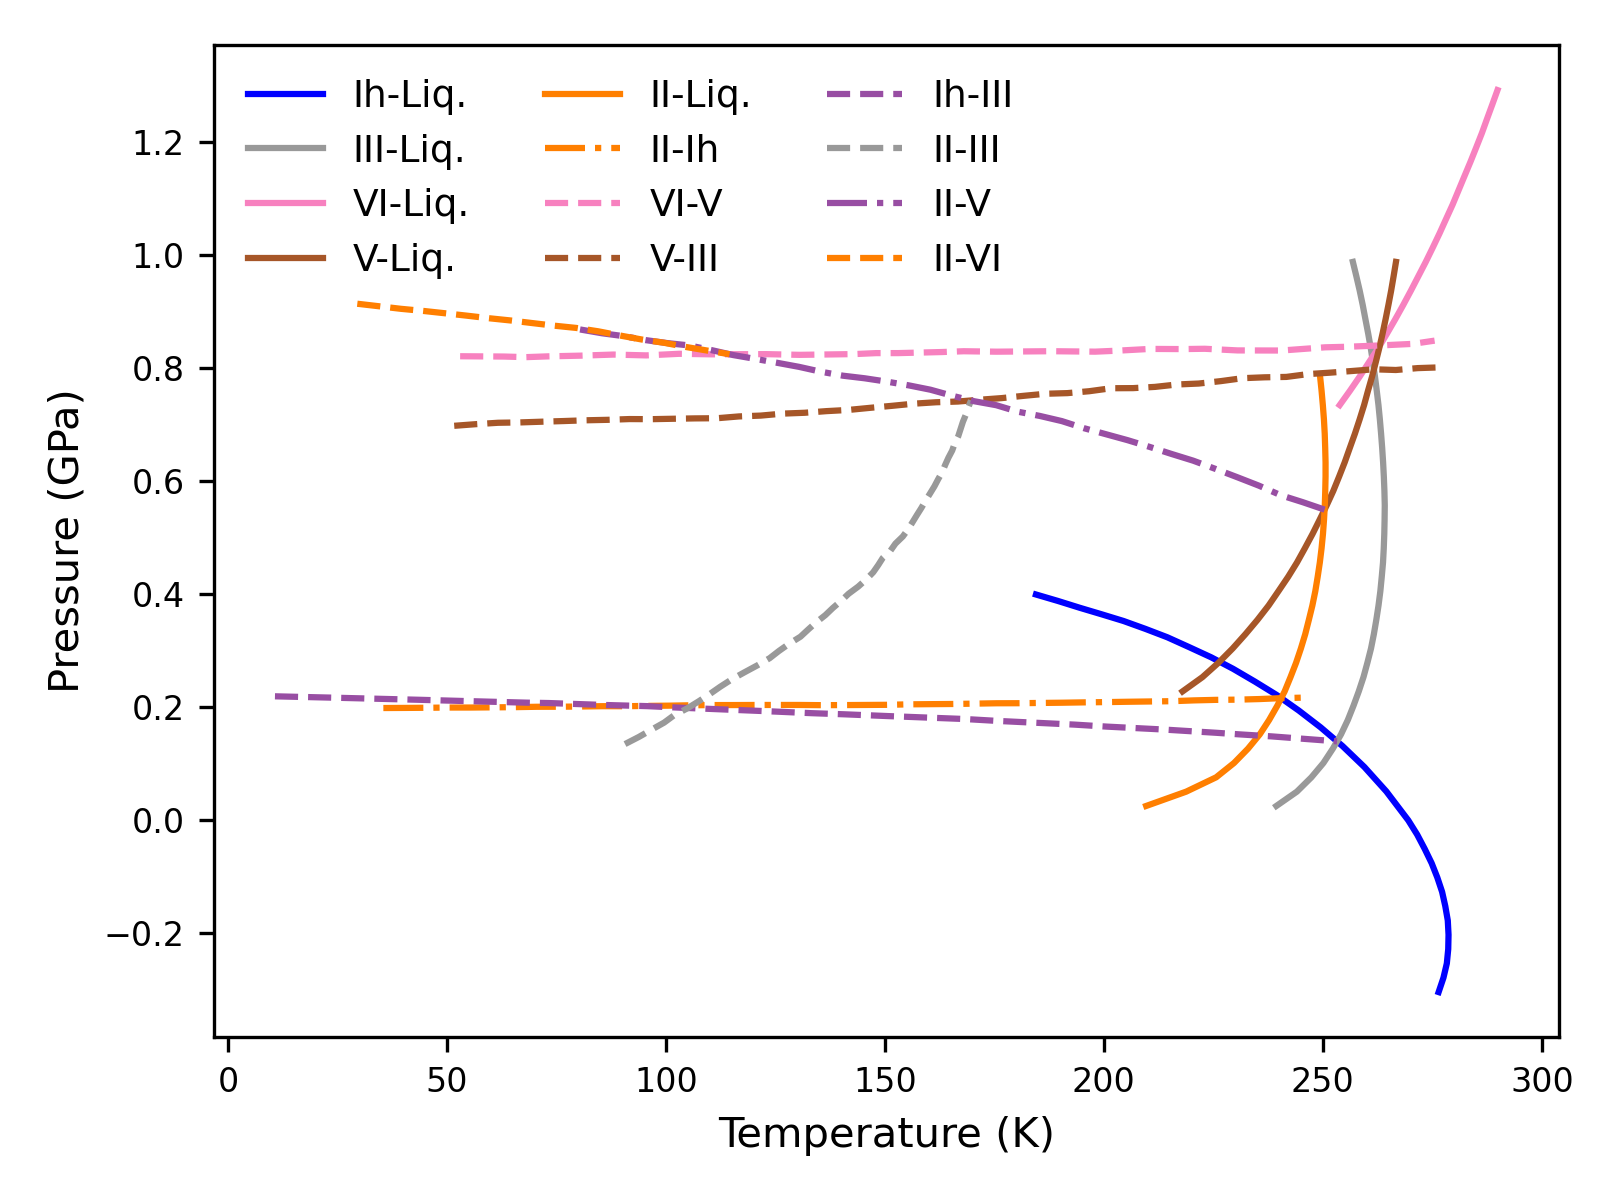 Ih-Liq. II-Liq. Ih-III
III-Liq. II-Ih II-III
VI-Liq. VI-V II-V
V-Liq. V-III II-VI
1.2
1.0
0.8
0.6
0.4
0.2
0.0
−0.2
Pressure (GPa)
0 50 100 150 200 250 300
Temperature (K)